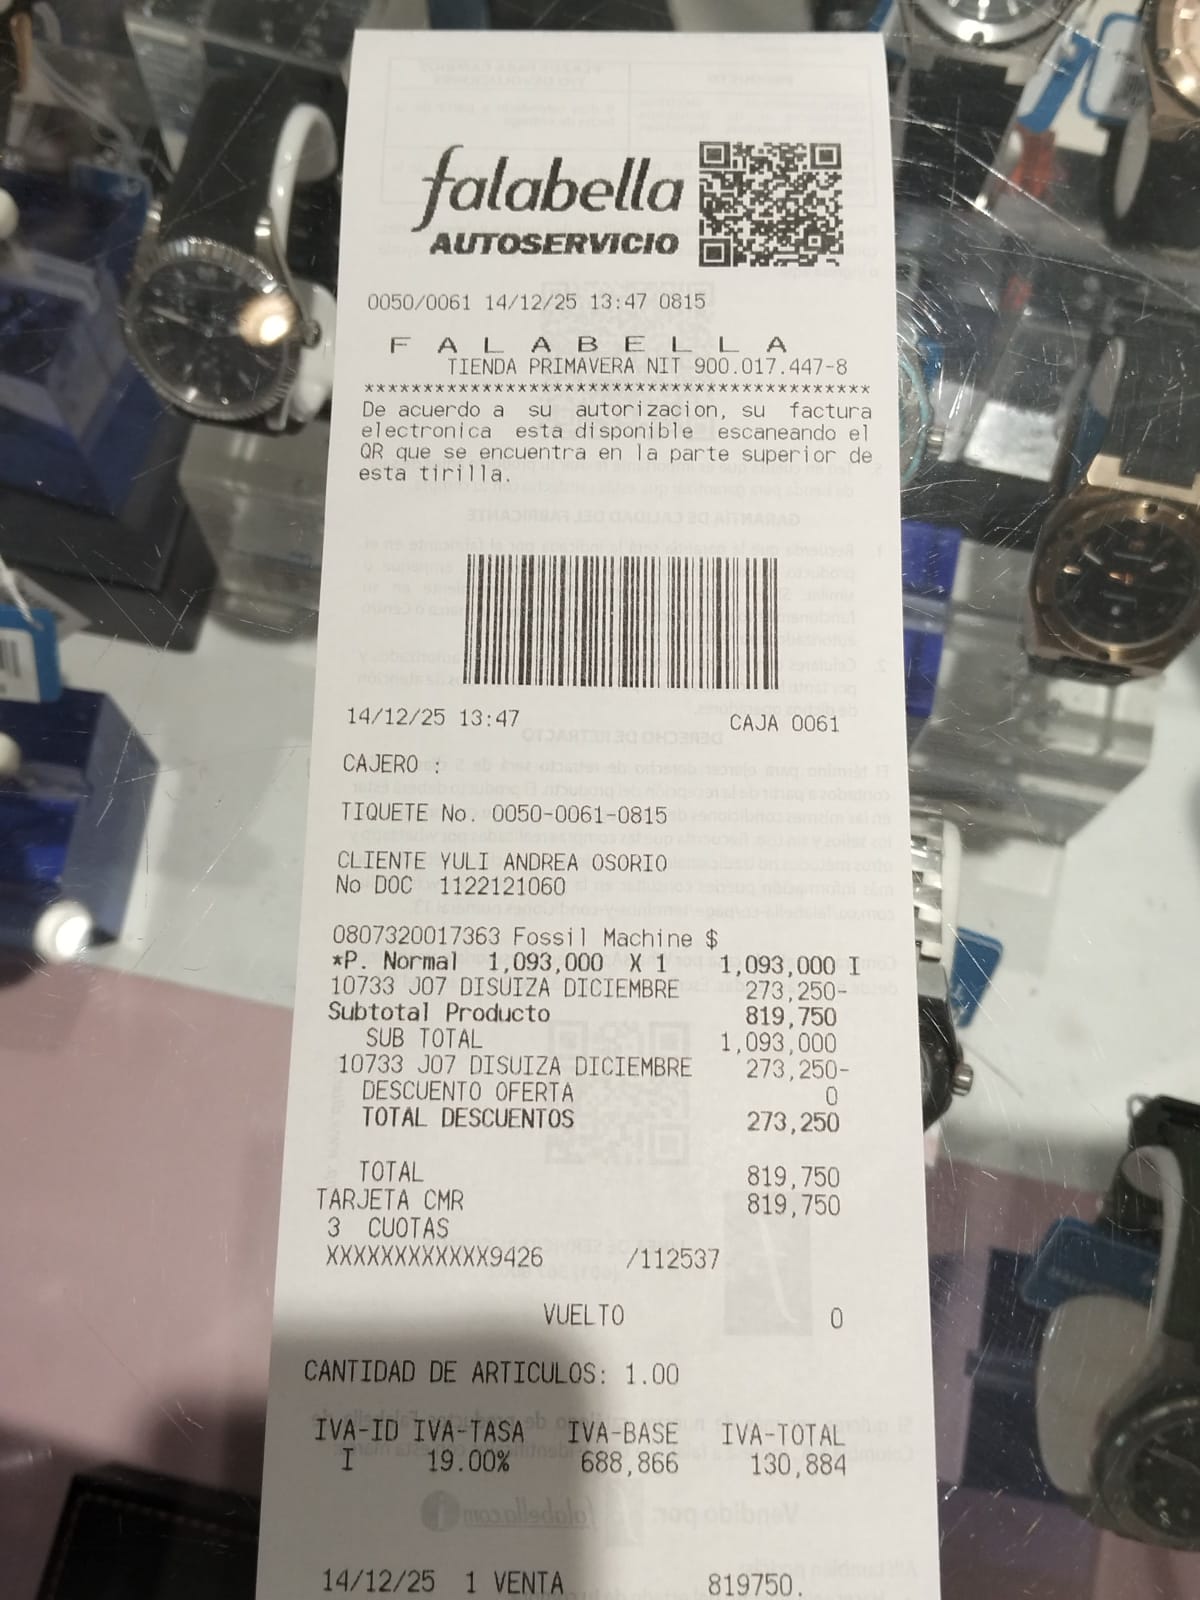 falabella
AUTOSERVICIO
0050/0061 14/12/25 13:47 0815
F A L A B E L L A
TIENDA PRIMAVERA NIT 900.017.447-8
*******************************************
De acuerdo a su autorizacion, su factura
electronica esta disponible escaneando el
QR que se encuentra en la parte superior de
esta tirilla.
14/12/25 13:47 CAJA 0061
CAJERO :
TIQUETE No. 0050-0061-0815
CLIENTE YULI ANDREA OSORIO
No DOC 1122121060
0807320017363 Fossil Machine $
*P. Normal 1,093,000 X 1 1,093,000 I
10733 J07 DISUIZA DICIEMBRE 273,250-
Subtotal Producto 819,750
SUB TOTAL 1,093,000
10733 J07 DISUIZA DICIEMBRE 273,250-
DESCUENTO OFERTA 0
TOTAL DESCUENTOS 273,250
TOTAL 819,750
TARJETA CMR 819,750
3 CUOTAS
XXXXXXXXXXXX9426 /112537
VUELTO 0
CANTIDAD DE ARTICULOS: 1.00
IVA-ID IVA-TASA IVA-BASE IVA-TOTAL
I 19.00% 688,866 130,884
14/12/25 1 VENTA 819750.